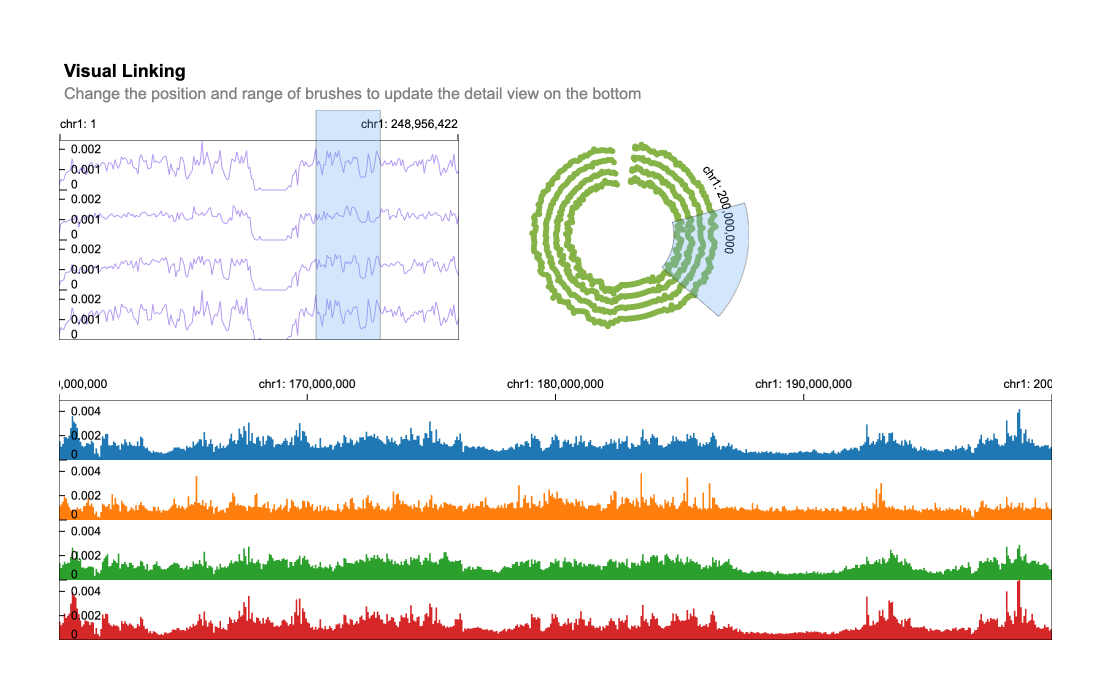 Visual Linking
Change the position and range of brushes to update the detail view on the bottom
chr1: 1
chr1: 248,956,422
0.002
0.001
0
0.002
0.001
0
0.002
0.001
0
0.002
0.001
0
chr1: 200,000,000
0,000,000
chr1: 170,000,000
chr1: 180,000,000
chr1: 190,000,000
chr1: 200
0.004
0.002
0
0.004
0.002
0
0.004
0.002
0
0.004
0.002
0